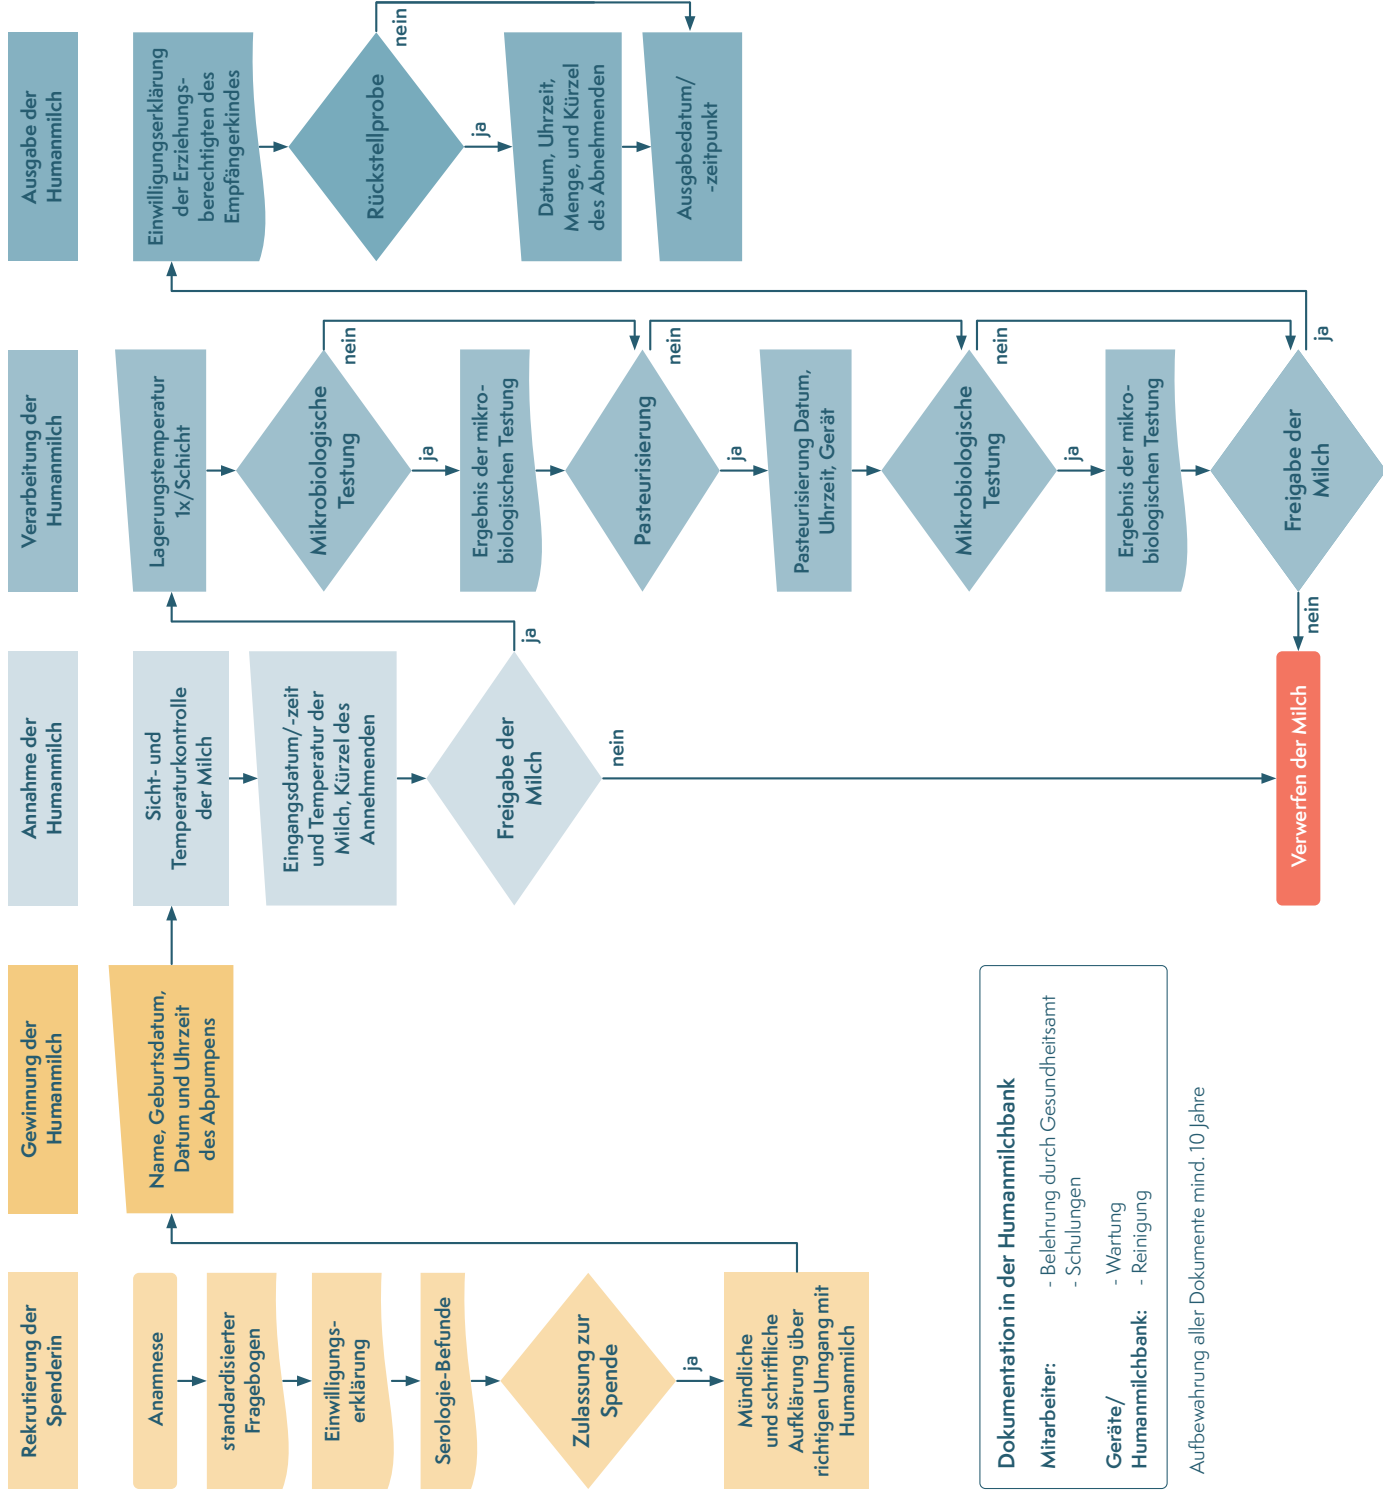 Rekrutierung der
Spenderin
Anamnese
standardisierter
Fragebogen
Einwilligungs-
erklärung
Serologie-Befunde
Zulassung zur
Spende
ja
Mündliche
und schriftliche
Aufklärung über
richtigen Umgang mit
Humanmilch
Gewinnung der
Humanmilch
Name, Geburtsdatum,
Datum und Uhrzeit
des Abpumpens
Annahme der
Humanmilch
Sicht- und
Temperaturkontrolle
der Milch
Eingangsdatum/-zeit
und Temperatur der
Milch, Kürzel des
Annehmenden
Freigabe der
Milch
ja
nein
Verwerfen der Milch
Verarbeitung der
Humanmilch
Lagerungstemperatur
1x/Schicht
Mikrobiologische
Testung
nein
ja
Ergebnis der mikro-
biologischen Testung
Pasteurisierung
nein
ja
Pasteurisierung Datum,
Uhrzeit, Gerät
Mikrobiologische
Testung
nein
ja
Ergebnis der mikro-
biologischen Testung
Freigabe der
Milch
ja
nein
Ausgabe der
Humanmilch
Einwilligungserklärung
der Erziehungs-
berechtigten des
Empfängerkindes
Rückstellprobe
nein
ja
Datum, Uhrzeit,
Menge, und Kürzel
des Abnehmenden
Ausgabedatum/
-zeitpunkt
Dokumentation in der Humanmilchbank
Mitarbeiter: - Belehrung durch Gesundheitsamt
- Schulungen
Geräte/ - Wartung
Humanmilchbank: - Reinigung
Aufbewahrung aller Dokumente mind. 10 Jahre